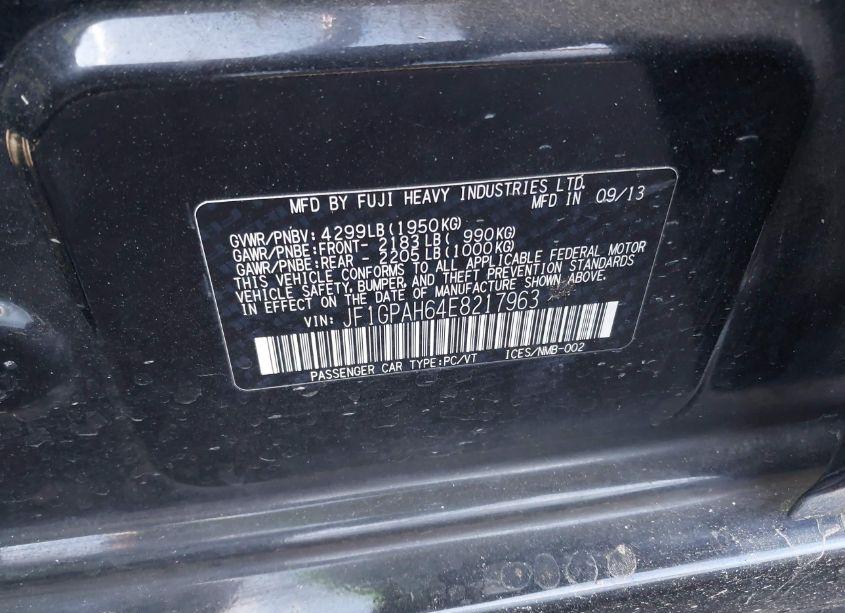 MFD BY FUJI HEAVY INDUSTRIES LTD.
MFD IN 09/13
GVWR/PNBV: 4299LB(1950KG)
GAWR/PNBE:FRONT- 2183LB( 990KG)
GAWR/PNBE:REAR - 2205LB(1000KG)
THIS VEHICLE CONFORMS TO ALL APPLICABLE FEDERAL MOTOR
VEHICLE SAFETY, BUMPER, AND THEFT PREVENTION STANDARDS
IN EFFECT ON THE DATE OF MANUFACTURE SHOWN ABOVE.
VIN: JF1GPAH64E8217963
PASSENGER CAR TYPE:PC/VT ICES/NMB-002